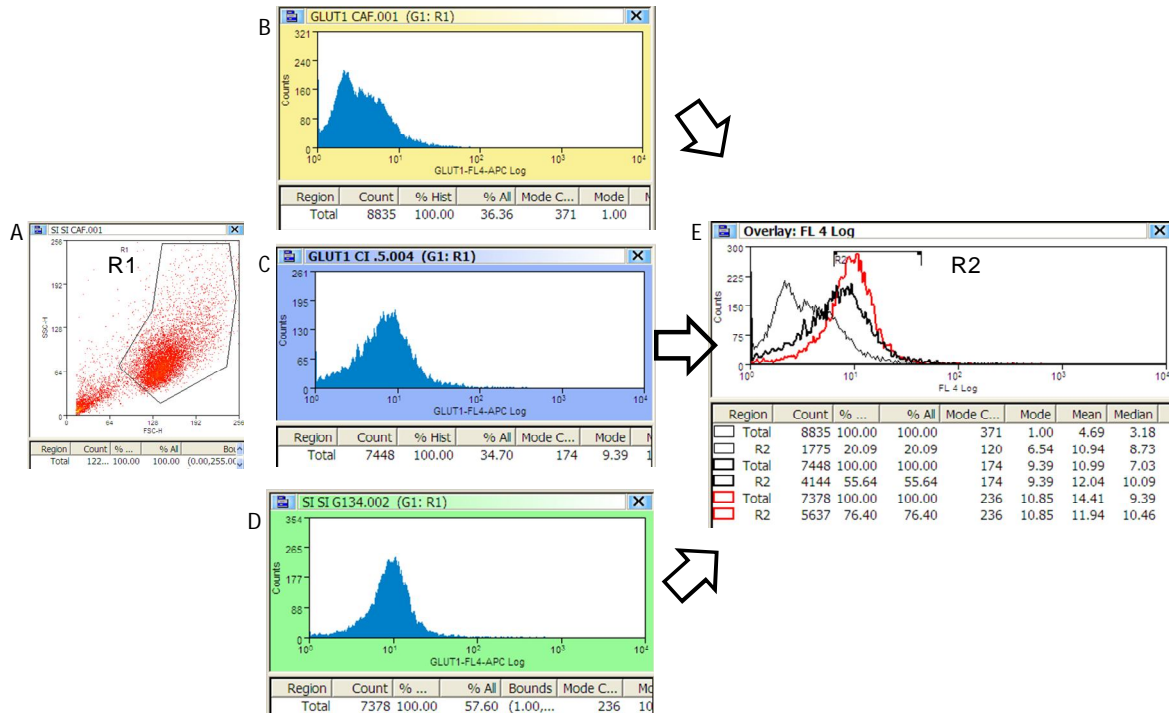 A
SI SI CAF.001
R1
R1
256
192
128
64
0
SSC-H
0 64 128 192 256
FSC-H
Region Count % ... % All Bou
Total 122... 100.00 100.00 (0.00,255.00
B
GLUT1 CAF.001 (G1: R1)
321
240
160
80
0
Counts
10⁰ 10¹ 10² 10³ 10⁴
GLUT1-FL4-APC Log
Region Count % Hist % All Mode C... Mode
Total 8835 100.00 36.36 371 1.00
C
GLUT1 CI .5.004 (G1: R1)
261
195
130
65
0
Counts
10⁰ 10¹ 10² 10³ 10⁴
GLUT1-FL4-APC Log
Region Count % Hist % All Mode C... Mode
Total 7448 100.00 34.70 174 9.39 1
D
SI SI G134.002 (G1: R1)
354
265
177
88
0
Counts
10⁰ 10¹ 10² 10³ 10⁴
GLUT1-FL4-APC Log
Region Count % ... % All Bounds Mode C... Mo
Total 7378 100.00 57.60 (1.00,... 236 10
E
Overlay: FL 4 Log
R2
R2
300
225
150
75
0
Counts
10⁰ 10¹ 10² 10³ 10⁴
FL 4 Log
Region Count % ... % All Mode C... Mode Mean Median
Total 8835 100.00 100.00 371 1.00 4.69 3.18
R2 1775 20.09 20.09 120 6.54 10.94 8.73
Total 7448 100.00 100.00 174 9.39 10.99 7.03
R2 4144 55.64 55.64 174 9.39 12.04 10.09
Total 7378 100.00 100.00 236 10.85 14.41 9.39
R2 5637 76.40 76.40 236 10.85 11.94 10.46